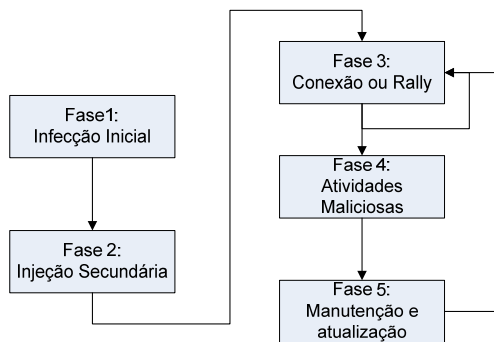 Fase1:
Infecção Inicial
Fase 2:
Injeção Secundária
Fase 3:
Conexão ou Rally
Fase 4:
Atividades
Maliciosas
Fase 5:
Manutenção e
atualização